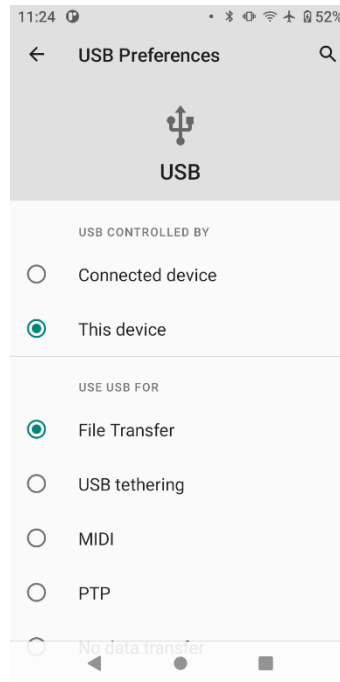 11:24 52%
USB Preferences
USB
USB CONTROLLED BY
Connected device
This device
USE USB FOR
File Transfer
USB tethering
MIDI
PTP
No data transfer